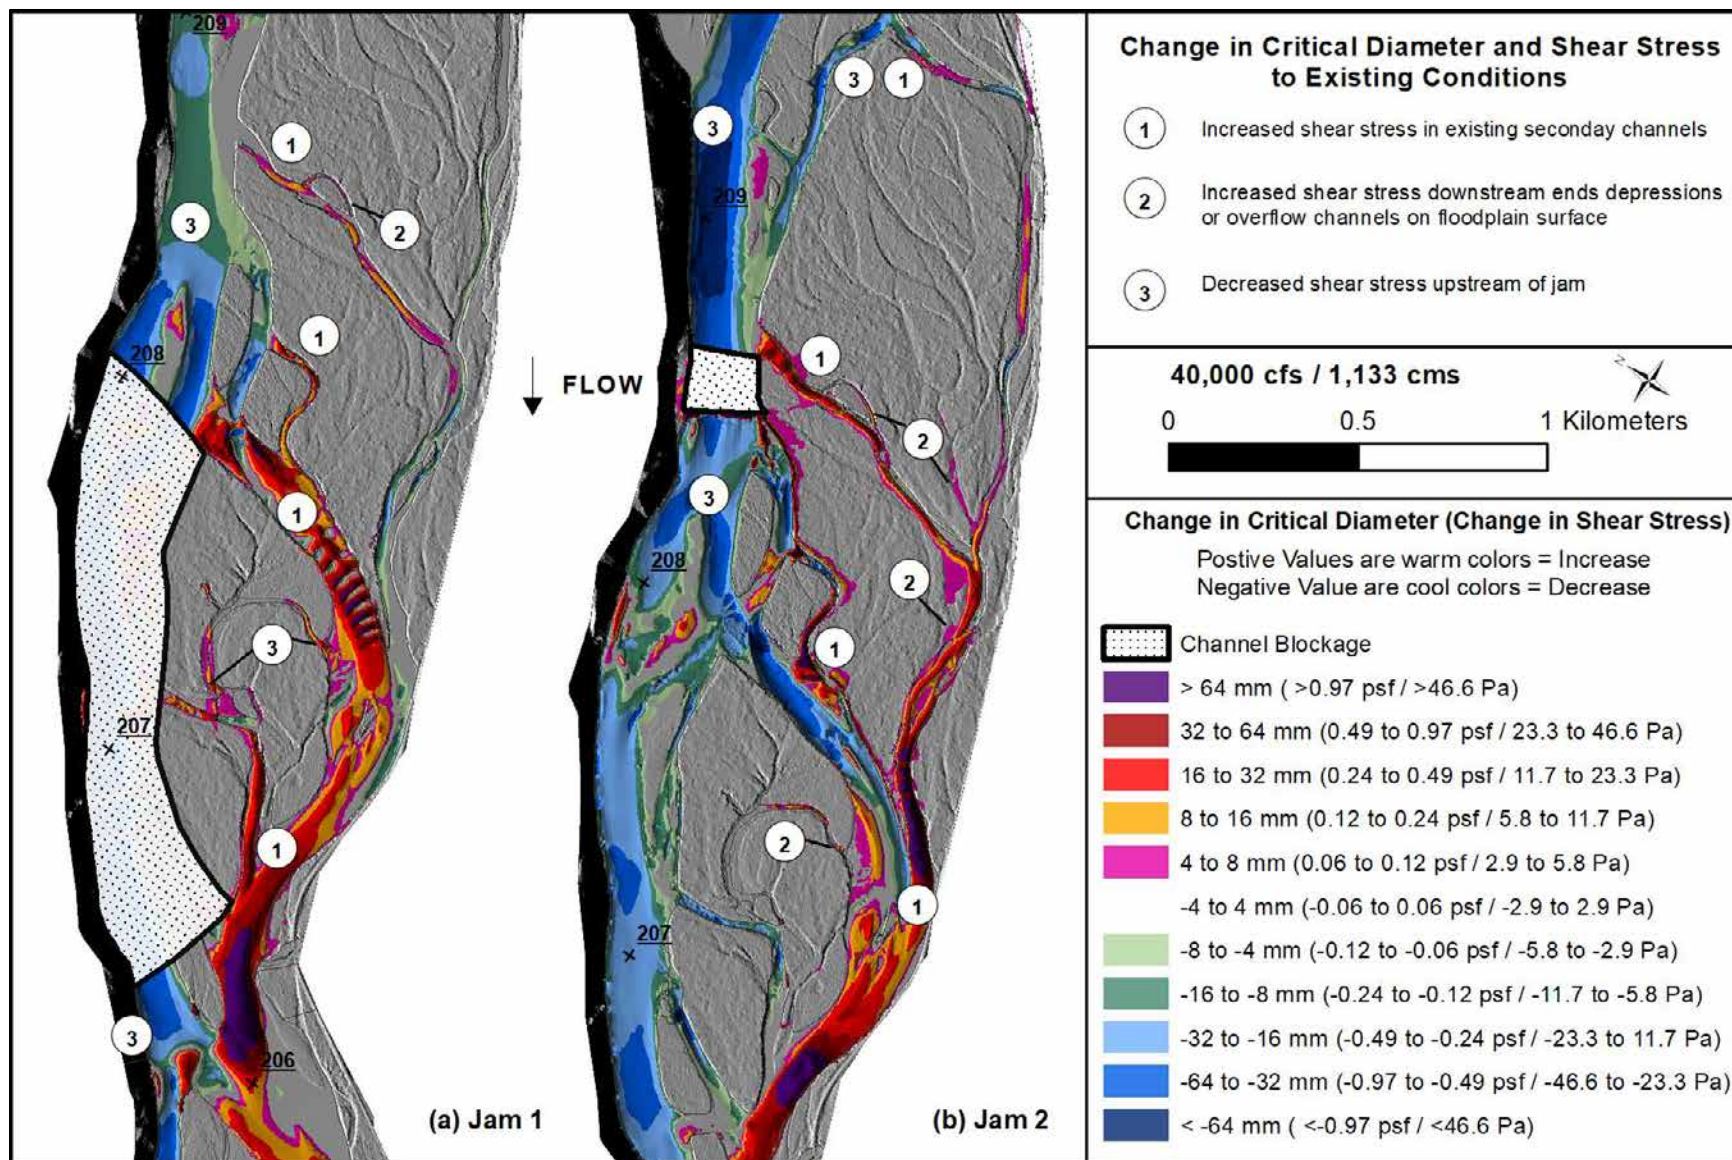 209
1
2
3
1
208
1
3
207
1
3
206
(a) Jam 1
FLOW
3
1
3
209
1
2
3
208
2
1
2
1
207
(b) Jam 2
Change in Critical Diameter and Shear Stress
to Existing Conditions
1 Increased shear stress in existing seconday channels
2 Increased shear stress downstream ends depressions
or overflow channels on floodplain surface
3 Decreased shear stress upstream of jam
40,000 cfs / 1,133 cms
N
0 0.5 1 Kilometers
Change in Critical Diameter (Change in Shear Stress)
Postive Values are warm colors = Increase
Negative Value are cool colors = Decrease
Channel Blockage
> 64 mm ( >0.97 psf / >46.6 Pa)
32 to 64 mm (0.49 to 0.97 psf / 23.3 to 46.6 Pa)
16 to 32 mm (0.24 to 0.49 psf / 11.7 to 23.3 Pa)
8 to 16 mm (0.12 to 0.24 psf / 5.8 to 11.7 Pa)
4 to 8 mm (0.06 to 0.12 psf / 2.9 to 5.8 Pa)
-4 to 4 mm (-0.06 to 0.06 psf / -2.9 to 2.9 Pa)
-8 to -4 mm (-0.12 to -0.06 psf / -5.8 to -2.9 Pa)
-16 to -8 mm (-0.24 to -0.12 psf / -11.7 to -5.8 Pa)
-32 to -16 mm (-0.49 to -0.24 psf / -23.3 to 11.7 Pa)
-64 to -32 mm (-0.97 to -0.49 psf / -46.6 to -23.3 Pa)
< -64 mm ( <-0.97 psf / <46.6 Pa)